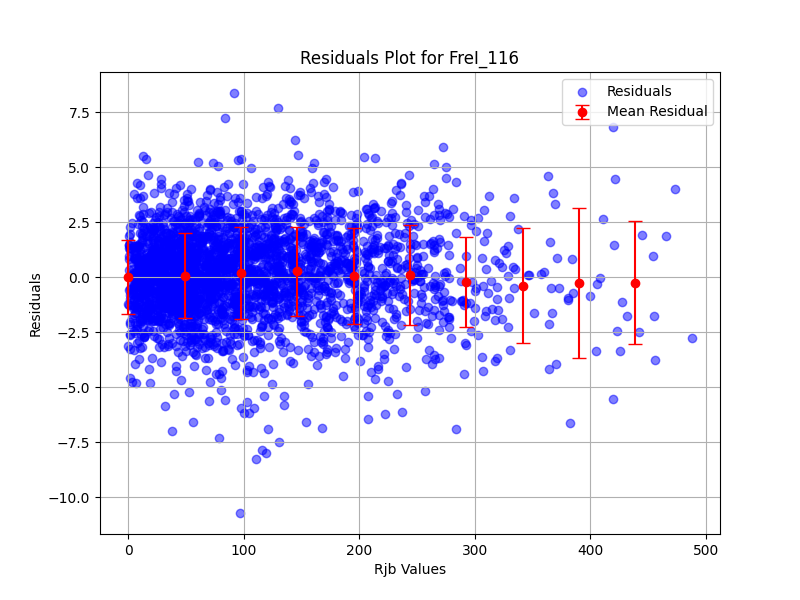 Residuals Plot for FreI_116
Residuals
Mean Residual
7.5
5.0
2.5
0.0
−2.5
−5.0
−7.5
−10.0
Residuals
0 100 200 300 400 500
Rjb Values